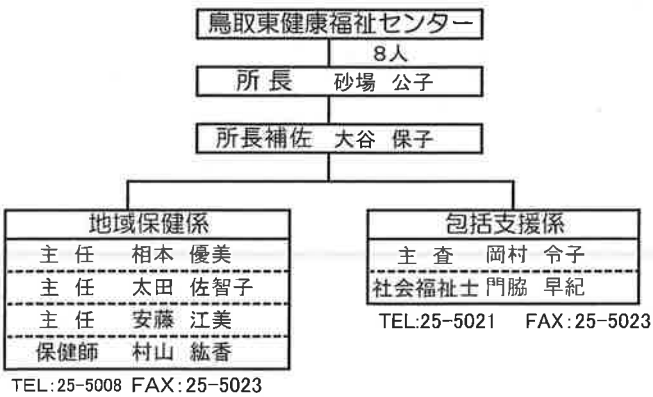 鳥取東健康福祉センター
8人
所長 砂場 公子
所長補佐 大谷 保子
地域保健係
主任 相本 優美
主任 太田 佐智子
主任 安藤 江美
保健師 村山 紘香
TEL:25-5008 FAX:25-5023
包括支援係
主査 岡村 令子
社会福祉士 門脇 早紀
TEL:25-5021 FAX:25-5023